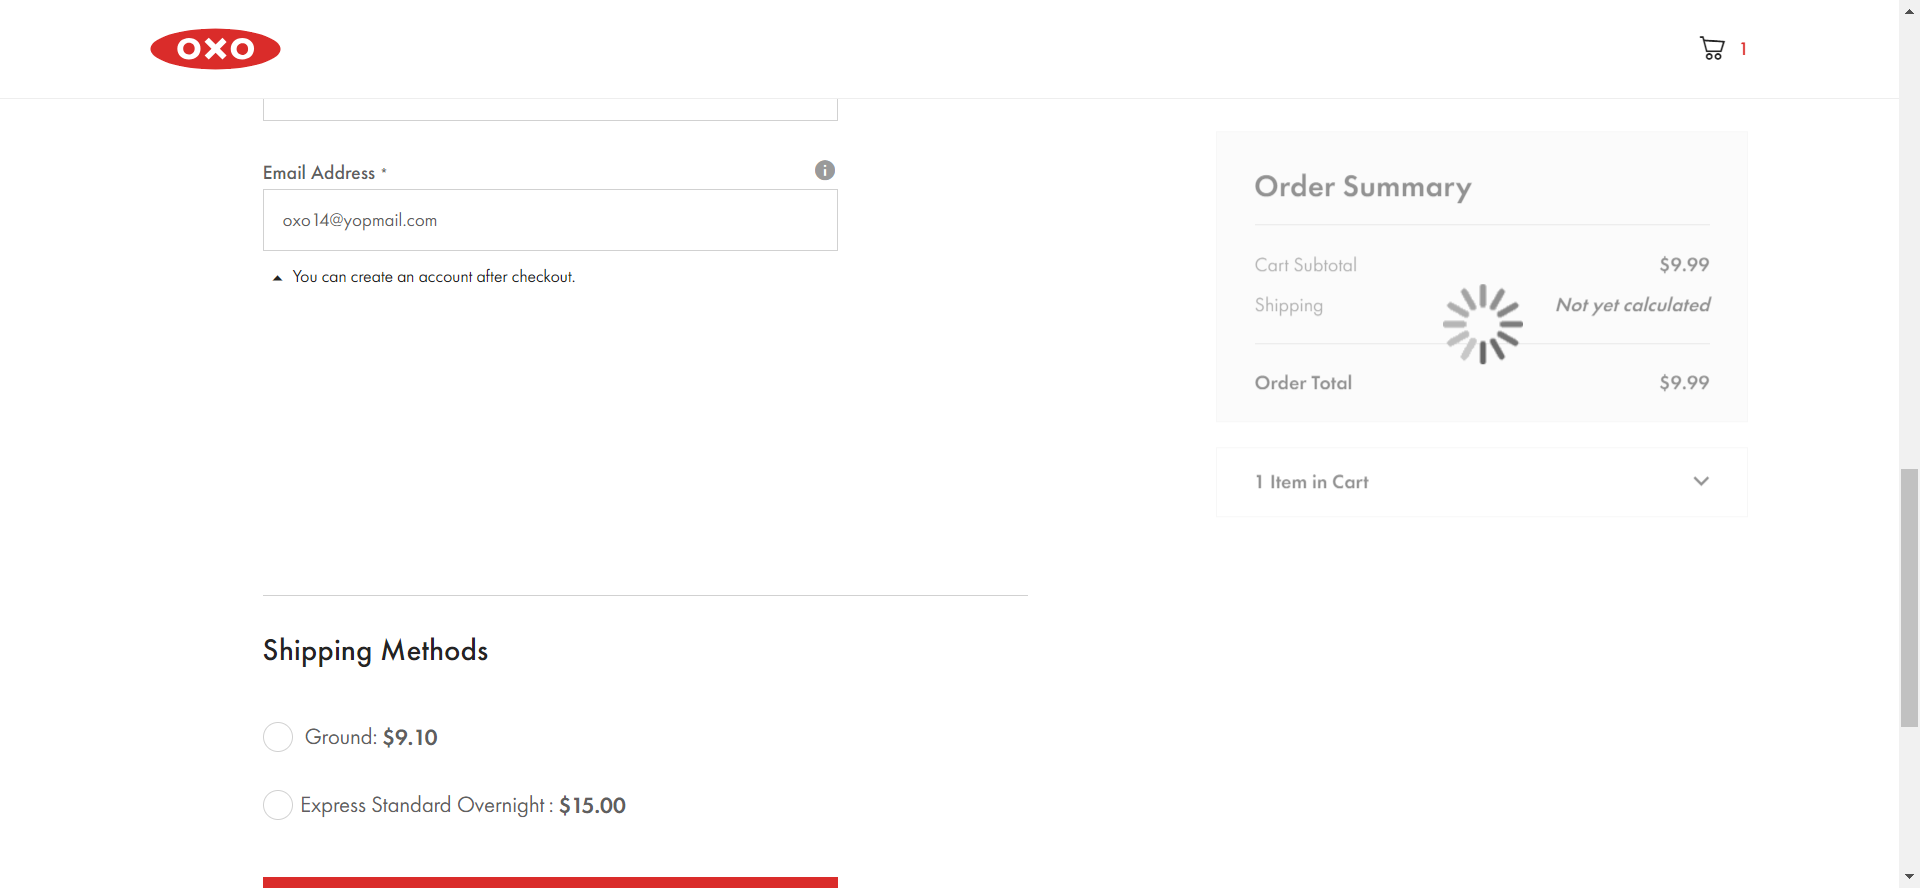 OXO
1
Email Address *
oxo14@yopmail.com
You can create an account after checkout.
Shipping Methods
Ground: $9.10
Express Standard Overnight : $15.00
Order Summary
Cart Subtotal $9.99
Shipping Not yet calculated
Order Total $9.99
1 Item in Cart